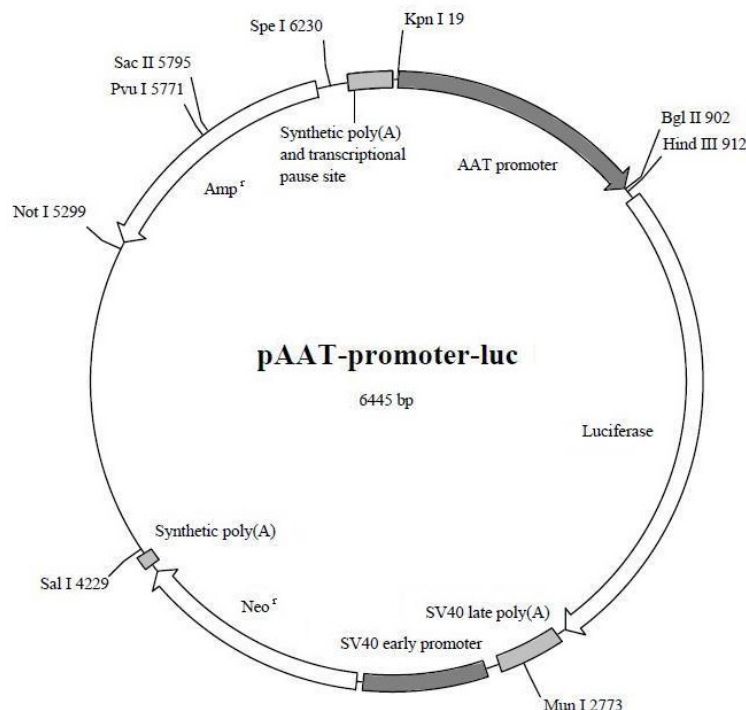 Kpn I 19
Spe I 6230
Sac II 5795
Pvu I 5771
Bgl II 902
Hind III 912
Synthetic poly(A)
and transcriptional
pause site
AAT promoter
Amp r
Not I 5299
pAAT-promoter-luc
6445 bp
Luciferase
Synthetic poly(A)
Sal I 4229
Neo r
SV40 late poly(A)
SV40 early promoter
Mun I 2773